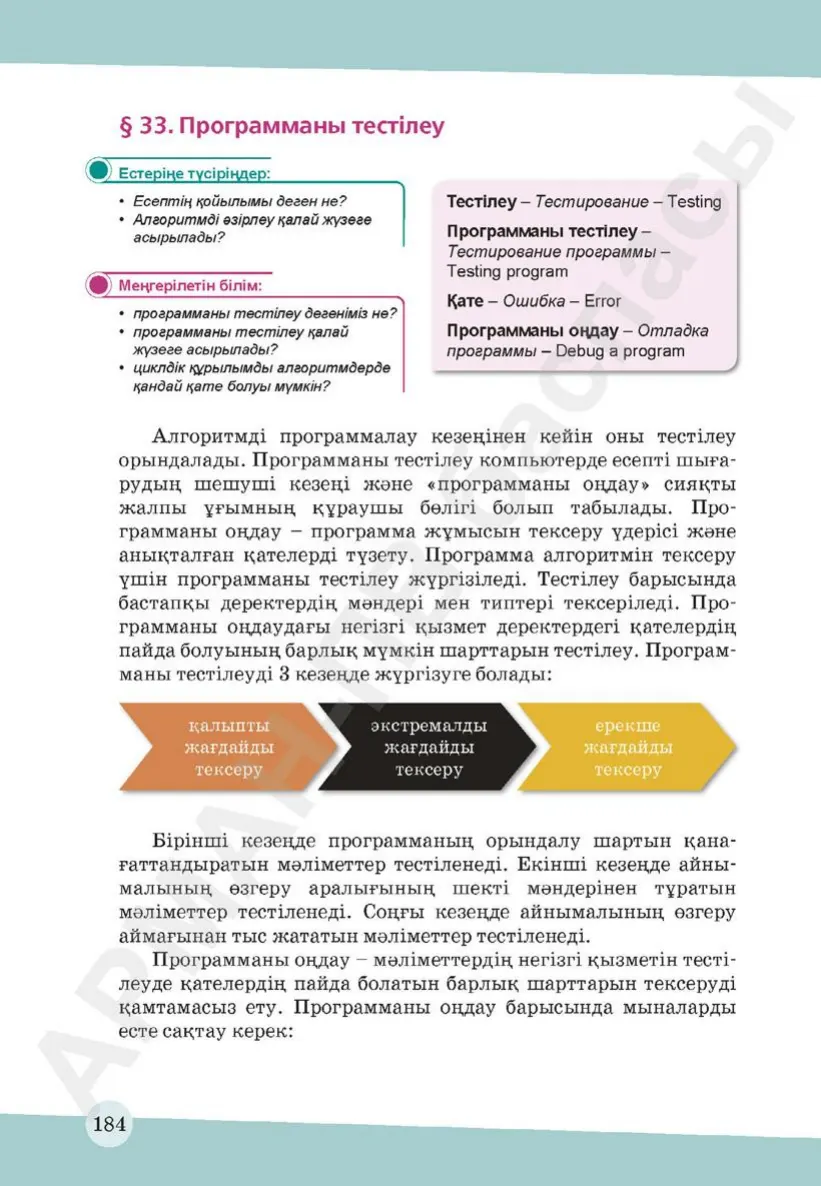 § 33. Программаны тестілеу
Естеріңе түсіріңдер:
• Есептің қойылымы деген не?
• Алгоритмді әзірлеу қалай жүзеге
асырылады?
Меңгерілетін білім:
• программаны тестілеу дегеніміз не?
• программаны тестілеу қалай
жүзеге асырылады?
• циклдік құрылымды алгоритмдерде
қандай қате болуы мүмкін?
Тестілеу – Тестирование – Testing
Программаны тестілеу –
Тестирование программы –
Testing program
Қате – Ошибка – Error
Программаны оңдау – Отладка
программы – Debug a program
Алгоритмді программалау кезеңінен кейін оны тестілеу
орындалады. Программаны тестілеу компьютерде есепті шыға-
рудың шешуші кезеңі және «программаны оңдау» сияқты
жалпы ұғымның құраушы бөлігі болып табылады. Про-
грамманы оңдау – программа жұмысын тексеру үдерісі және
анықталған қателерді түзету. Программа алгоритмін тексеру
үшін программаны тестілеу жүргізіледі. Тестілеу барысында
бастапқы деректердің мәндері мен типтері тексеріледі. Про-
грамманы оңдаудағы негізгі қызмет деректердегі қателердің
пайда болуының барлық мүмкін шарттарын тестілеу. Програм-
маны тестілеуді 3 кезеңде жүргізуге болады:
қалыпты
жағдайды
тексеру
экстремалды
жағдайды
тексеру
ерекше
жағдайды
тексеру
Бірінші кезеңде программаның орындалу шартын қана-
ғаттандыратын мәліметтер тестіленеді. Екінші кезеңде айны-
малының өзгеру аралығының шекті мәндерінен тұратын
мәліметтер тестіленеді. Соңғы кезеңде айнымалының өзгеру
аймағынан тыс жататын мәліметтер тестіленеді.
Программаны оңдау – мәліметтердің негізгі қызметін тесті-
леуде қателердің пайда болатын барлық шарттарын тексеруді
қамтамасыз ету. Программаны оңдау барысында мыналарды
есте сақтау керек:
184
АРМАН-ПВ баспасы